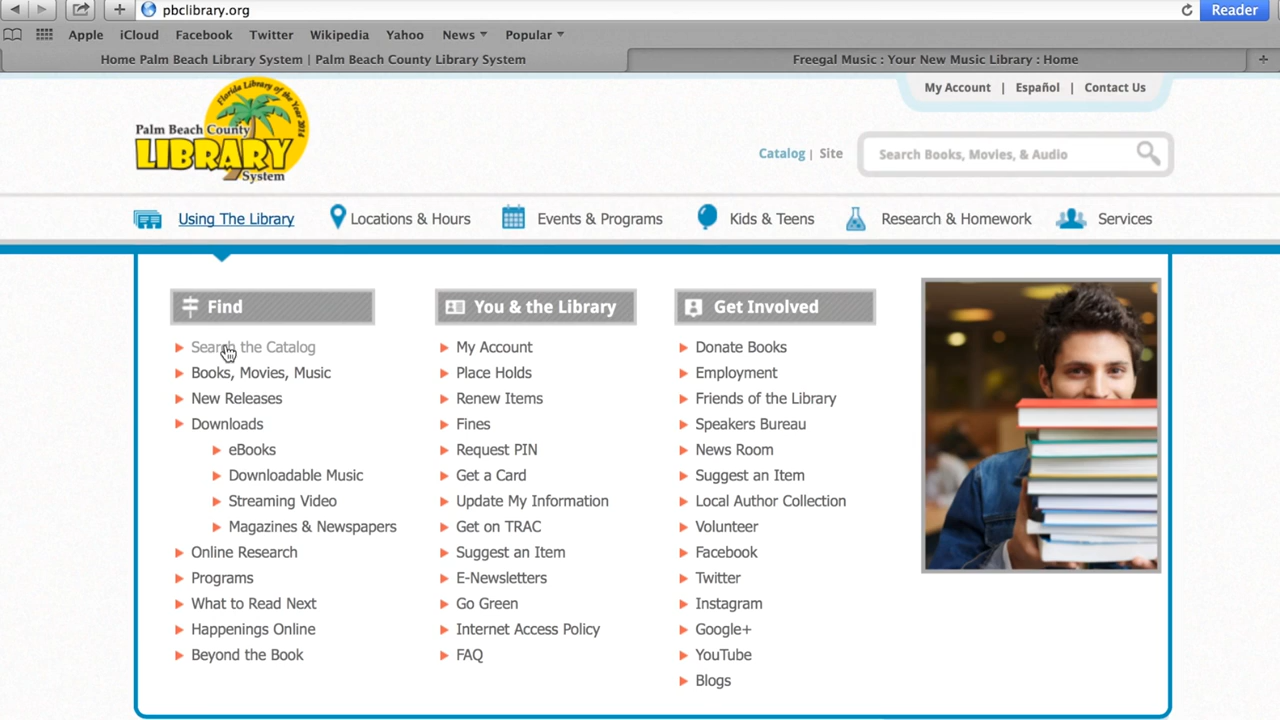 pbclibrary.org
Reader
Apple iCloud Facebook Twitter Wikipedia Yahoo News Popular
Home Palm Beach Library System | Palm Beach County Library System
Freegal Music : Your New Music Library : Home
My Account | Español | Contact Us
Florida Library of the Year 2014
Palm Beach County
LIBRARY
System
Catalog | Site
Search Books, Movies, & Audio
Using The Library
Locations & Hours
Events & Programs
Kids & Teens
Research & Homework
Services
Find
Search the Catalog
Books, Movies, Music
New Releases
Downloads
eBooks
Downloadable Music
Streaming Video
Magazines & Newspapers
Online Research
Programs
What to Read Next
Happenings Online
Beyond the Book
You & the Library
My Account
Place Holds
Renew Items
Fines
Request PIN
Get a Card
Update My Information
Get on TRAC
Suggest an Item
E-Newsletters
Go Green
Internet Access Policy
FAQ
Get Involved
Donate Books
Employment
Friends of the Library
Speakers Bureau
News Room
Suggest an Item
Local Author Collection
Volunteer
Facebook
Twitter
Instagram
Google+
YouTube
Blogs